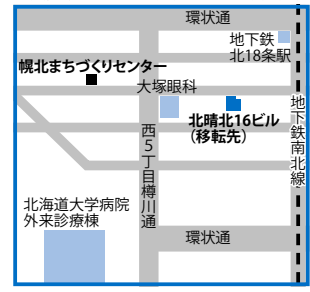 環状通
地下鉄
北18条駅
幌北まちづくりセンター
大塚眼科
北晴北16ビル
（移転先）
地下鉄南北線
西5丁目樽川通
北海道大学病院
外来診療棟
環状通